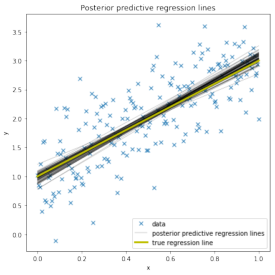 Posterior predictive regression lines
3.5
3.0
2.5
2.0
1.5
1.0
0.5
0.0
y
data
posterior predictive regression lines
true regression line
0.0 0.2 0.4 0.6 0.8 1.0
x